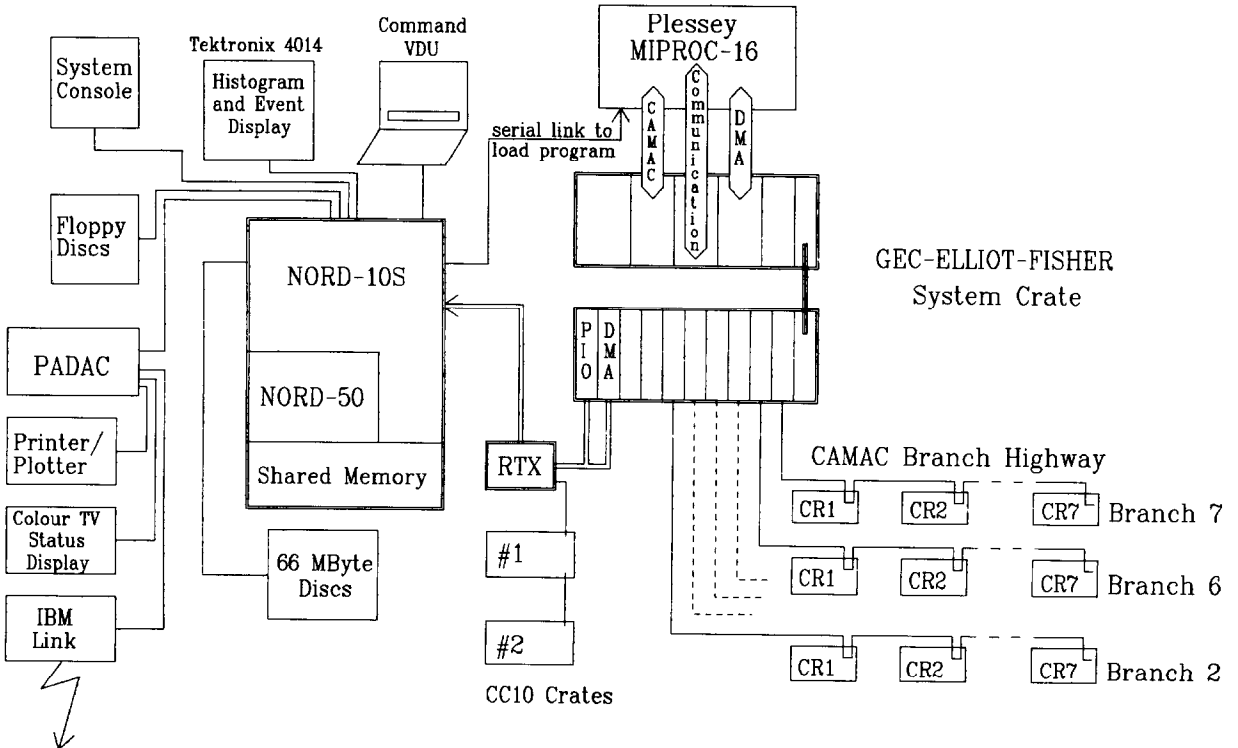 System
Console
Tektronix 4014
Histogram
and Event
Display
Command
VDU
Plessey
MIPROC-16
CAMAC
Communication
DMA
serial link to
load program
Floppy
Discs
NORD-10S
GEC-ELLIOT-FISHER
System Crate
PIO
DMA
PADAC
NORD-50
Printer/
Plotter
Shared Memory
RTX
CAMAC Branch Highway
CR1
CR2
CR7
Branch 7
Colour TV
Status
Display
66 MByte
Discs
#1
CR1
CR2
CR7
Branch 6
IBM
Link
#2
CR1
CR2
CR7
Branch 2
CC10 Crates